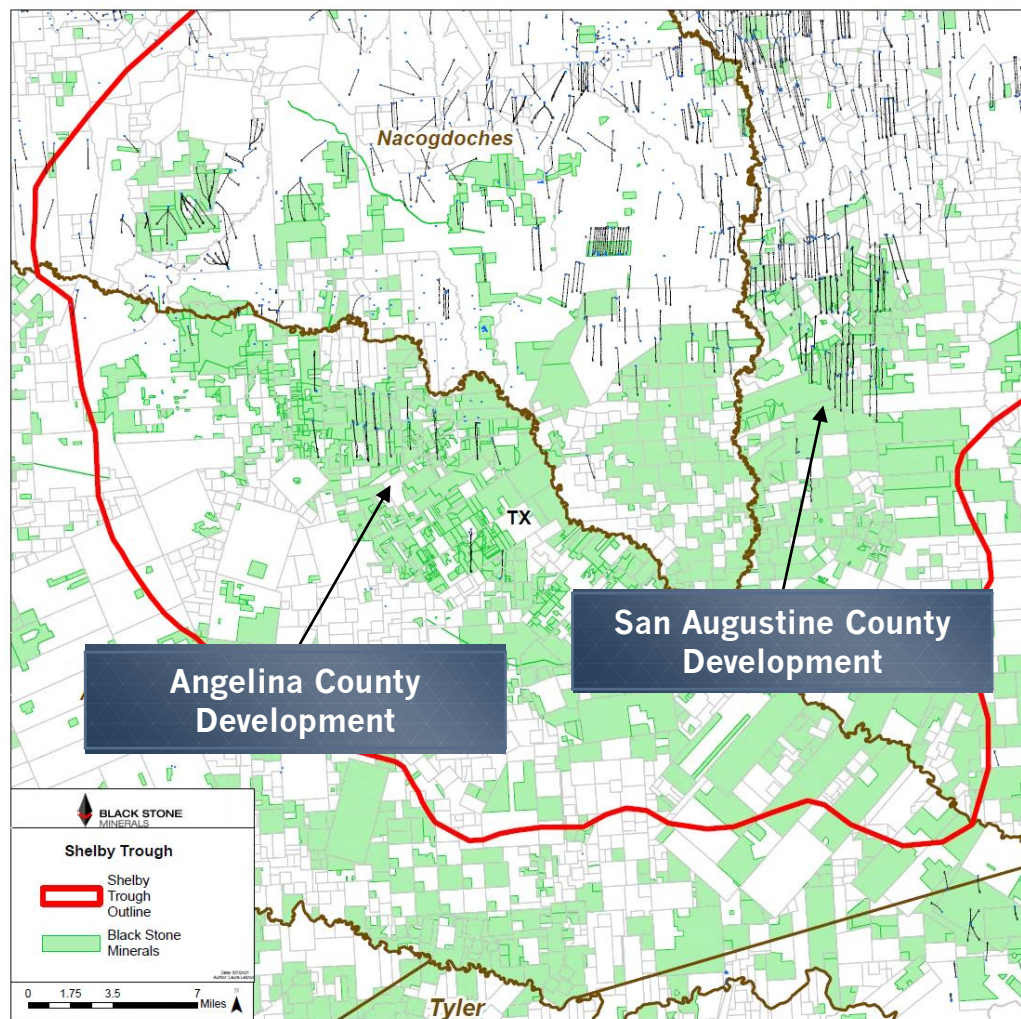 Nacogdoches
TX
San Augustine County
Development
Angelina County
Development
BLACK STONE
MINERALS
Shelby Trough
Shelby
Trough
Outline
Black Stone
Minerals
0 1.75 3.5 7
Miles
N
Tyler